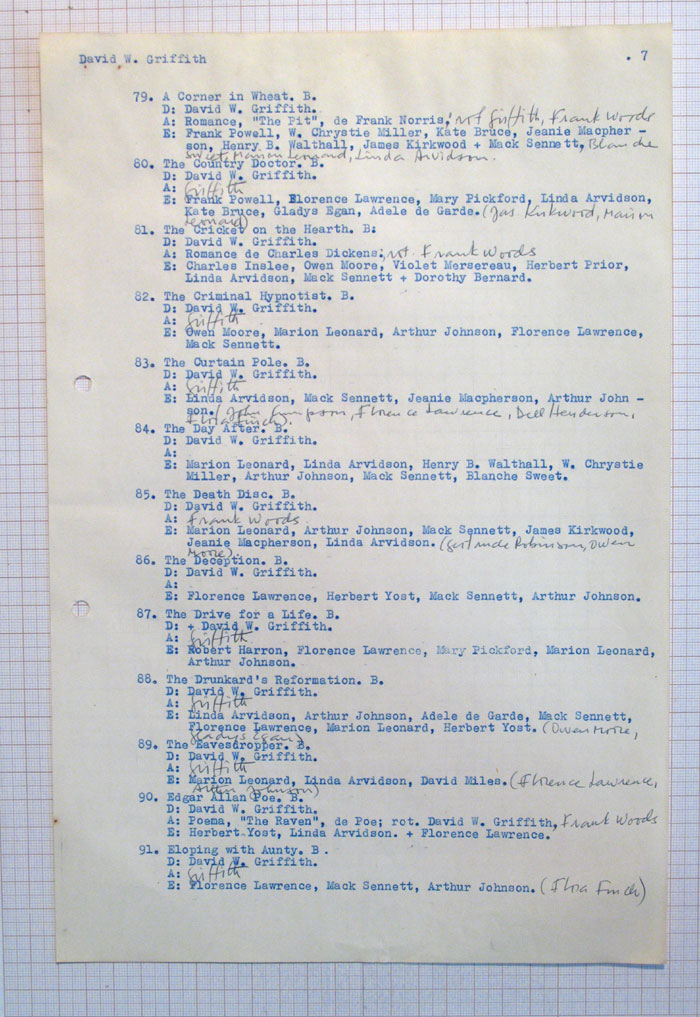 David W. Griffith . 7
79. A Corner in Wheat. B.
D: David W. Griffith.
A: Romance, "The Pit", de Frank Norris; rot Griffith, Frank Woods
E: Frank Powell, W. Chrystie Miller, Kate Bruce, Jeanie Macpher -
son, Henry B. Walthall, James Kirkwood + Mack Sennett, Blanche
Sweet, Marion Leonard, Linda Arvidson.
80. The Country Doctor. B.
D: David W. Griffith.
A: Griffith
E: Frank Powell, Florence Lawrence, Mary Pickford, Linda Arvidson,
Kate Bruce, Gladys Egan, Adele de Garde. (Jas Kirkwood, Marion
Leonard)
81. The Cricket on the Hearth. B:
D: David W. Griffith.
A: Romance de Charles Dickens; rot. Frank Woods
E: Charles Inslee, Owen Moore, Violet Mersereau, Herbert Prior,
Linda Arvidson, Mack Sennett + Dorothy Bernard.
82. The Criminal Hypnotist. B.
D: David W. Griffith.
A: Griffith
E: Owen Moore, Marion Leonard, Arthur Johnson, Florence Lawrence,
Mack Sennett.
83. The Curtain Pole. B.
D: David W. Griffith.
A: Griffith
E: Linda Arvidson, Mack Sennett, Jeanie Macpherson, Arthur John -
son. (John Cumpson, Florence Lawrence, Dell Henderson,
Flora Finch).
84. The Day After. B.
D: David W. Griffith.
A:
E: Marion Leonard, Linda Arvidson, Henry B. Walthall, W. Chrystie
Miller, Arthur Johnson, Mack Sennett, Blanche Sweet.
85. The Death Disc. B.
D: David W. Griffith.
A: Frank Woods
E: Marion Leonard, Arthur Johnson, Mack Sennett, James Kirkwood,
Jeanie Macpherson, Linda Arvidson. (Gertrude Robinson, Owen
Moore).
86. The Deception. B.
D: David W. Griffith.
A:
E: Florence Lawrence, Herbert Yost, Mack Sennett, Arthur Johnson.
87. The Drive for a Life. B.
D: + David W. Griffith.
A: Griffith
E: Robert Harron, Florence Lawrence, Mary Pickford, Marion Leonard,
Arthur Johnson.
88. The Drunkard's Reformation. B.
D: David W. Griffith.
A: Griffith
E: Linda Arvidson, Arthur Johnson, Adele de Garde, Mack Sennett,
Florence Lawrence, Marion Leonard, Herbert Yost. (Owen Moore,
Gladys Egan)
89. The Eavesdropper. B.
D: David W. Griffith.
A: Griffith
E: Marion Leonard, Linda Arvidson, David Miles. (Florence Lawrence,
Arthur Johnson)
90. Edgar Allan Poe. B.
D: David W. Griffith.
A: Poema, "The Raven", de Poe; rot. David W. Griffith, Frank Woods
E: Herbert Yost, Linda Arvidson. + Florence Lawrence.
91. Eloping with Aunty. B .
D: David W. Griffith.
A: Griffith
E: Florence Lawrence, Mack Sennett, Arthur Johnson. (Flora Finch)